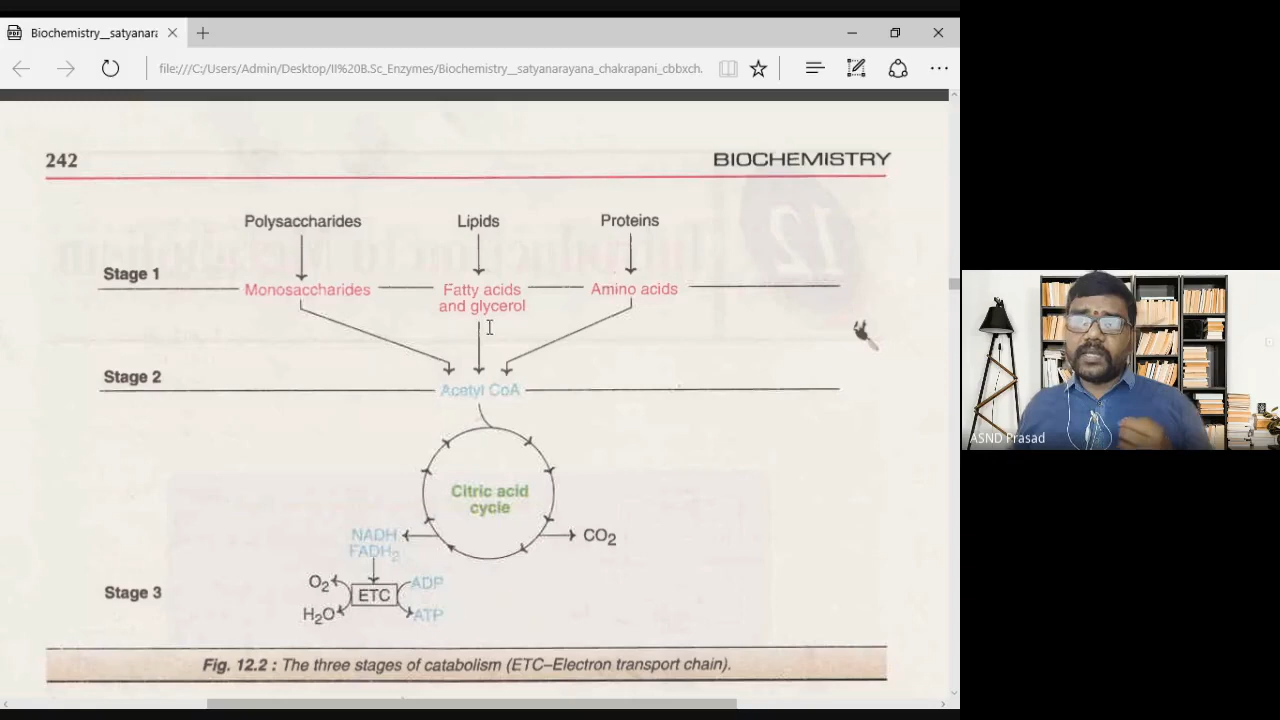 Biochemistry__satyanara
file:///C:/Users/Admin/Desktop/II%20B.Sc_Enzymes/Biochemistry__satyanarayana_chakrapani_cbbxch.
242
BIOCHEMISTRY
Polysaccharides Lipids Proteins
Stage 1
Monosaccharides Fatty acids Amino acids
and glycerol
Stage 2
Acetyl CoA
Citric acid
cycle
NADH
FADH₂
CO₂
Stage 3
O₂ ADP
ETC
H₂O ATP
Fig. 12.2 : The three stages of catabolism (ETC–Electron transport chain).
ASND Prasad